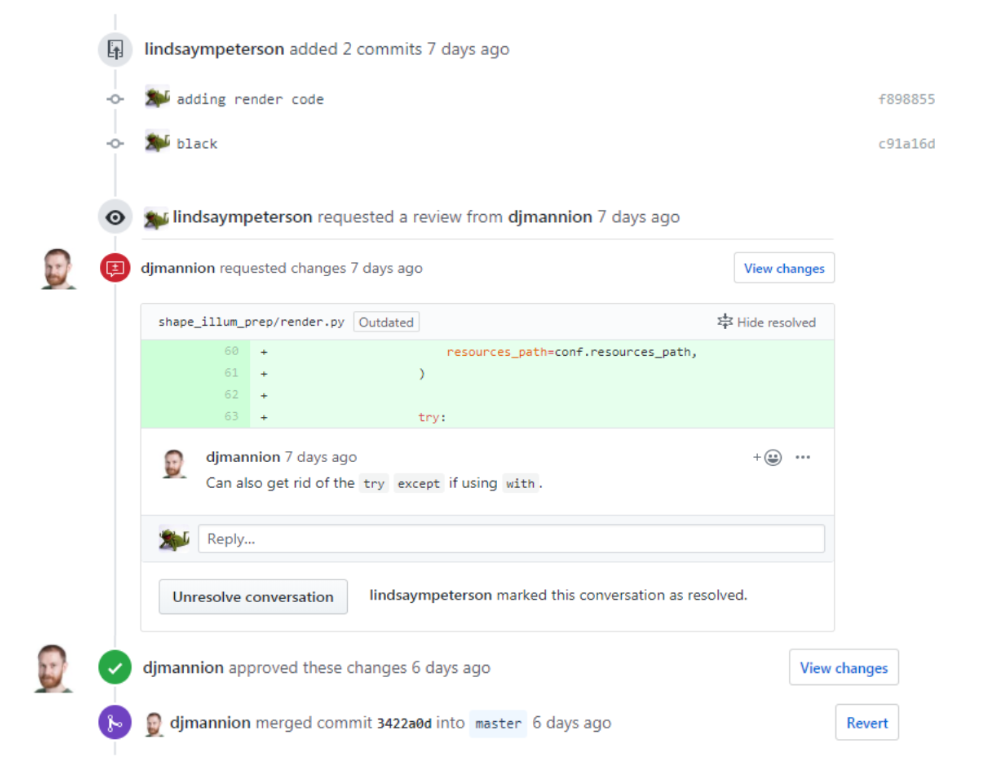 lindsaympeterson added 2 commits 7 days ago
adding render code f898855
black c91a16d
lindsaympeterson requested a review from djmannion 7 days ago
djmannion requested changes 7 days ago View changes
shape_illum_prep/render.py Outdated Hide resolved
60 + resources_path=conf.resources_path,
61 + )
62 +
63 + try:
djmannion 7 days ago
Can also get rid of the try except if using with.
Reply...
Unresolve conversation lindsaympeterson marked this conversation as resolved.
djmannion approved these changes 6 days ago View changes
djmannion merged commit 3422a0d into master 6 days ago Revert